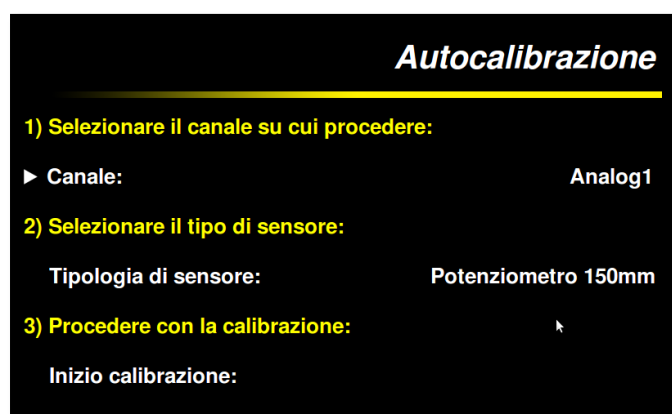 Autocalibrazione
1) Selezionare il canale su cui procedere:
Canale: Analog1
2) Selezionare il tipo di sensore:
Tipologia di sensore: Potenziometro 150mm
3) Procedere con la calibrazione:
Inizio calibrazione: